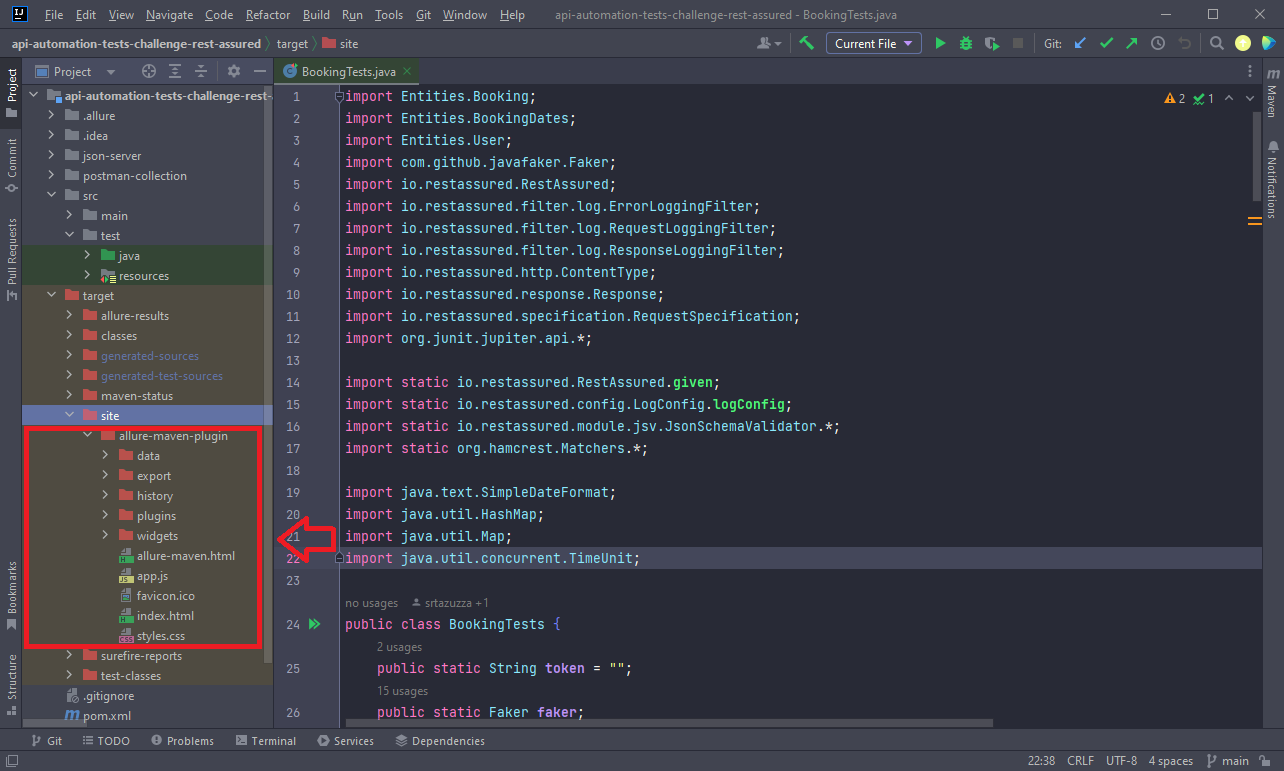 IJ File Edit View Navigate Code Refactor Build Run Tools Git Window Help api-automation-tests-challenge-rest-assured - BookingTests.java
api-automation-tests-challenge-rest-assured target site Current File Git:
Project BookingTests.java
Project
Commit
Pull Requests
Bookmarks
Structure
api-automation-tests-challenge-rest-
.allure
.idea
json-server
postman-collection
src
main
test
java
resources
target
allure-results
classes
generated-sources
generated-test-sources
maven-status
site
allure-maven-plugin
data
export
history
plugins
widgets
allure-maven.html
app.js
favicon.ico
index.html
styles.css
surefire-reports
test-classes
.gitignore
pom.xml
1 import Entities.Booking;
2 import Entities.BookingDates;
3 import Entities.User;
4 import com.github.javafaker.Faker;
5 import io.restassured.RestAssured;
6 import io.restassured.filter.log.ErrorLoggingFilter;
7 import io.restassured.filter.log.RequestLoggingFilter;
8 import io.restassured.filter.log.ResponseLoggingFilter;
9 import io.restassured.http.ContentType;
10 import io.restassured.response.Response;
11 import io.restassured.specification.RequestSpecification;
12 import org.junit.jupiter.api.*;
13
14 import static io.restassured.RestAssured.given;
15 import static io.restassured.config.LogConfig.logConfig;
16 import static io.restassured.module.jsv.JsonSchemaValidator.*;
17 import static org.hamcrest.Matchers.*;
18
19 import java.text.SimpleDateFormat;
20 import java.util.HashMap;
21 import java.util.Map;
22 import java.util.concurrent.TimeUnit;
23
no usages srtazuzza +1
24 public class BookingTests {
2 usages
25 public static String token = "";
15 usages
26 public static Faker faker;
2 1
m
Maven
Notifications
Git TODO Problems Terminal Services Dependencies
22:38 CRLF UTF-8 4 spaces main